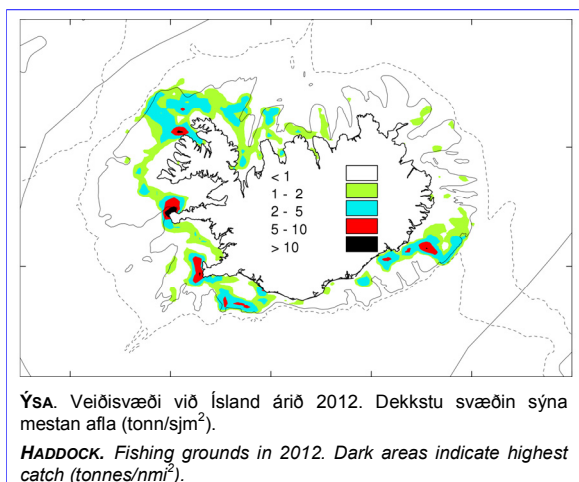 < 1
1 - 2
2 - 5
5 - 10
> 10
ÝSA. Veiðisvæði við Ísland árið 2012. Dekkstu svæðin sýna
mestan afla (tonn/sjm²).
HADDOCK. Fishing grounds in 2012. Dark areas indicate highest
catch (tonnes/nmi²).